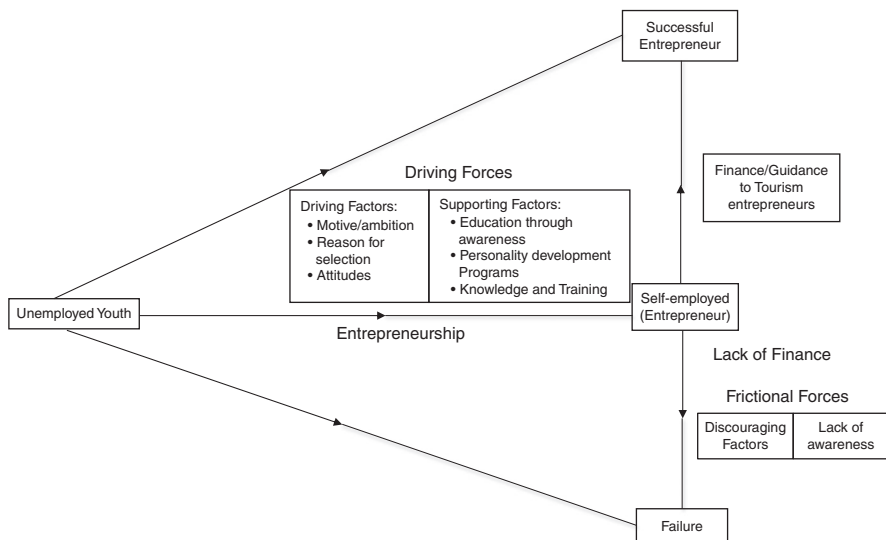 Successful
Entrepreneur
Finance/Guidance
to Tourism
entrepreneurs
Driving Forces
Driving Factors:
• Motive/ambition
• Reason for
selection
• Attitudes
Supporting Factors:
• Education through
awareness
• Personality development
Programs
• Knowledge and Training
Unemployed Youth
Entrepreneurship
Self-employed
(Entrepreneur)
Lack of Finance
Frictional Forces
Discouraging
Factors
Lack of
awareness
Failure